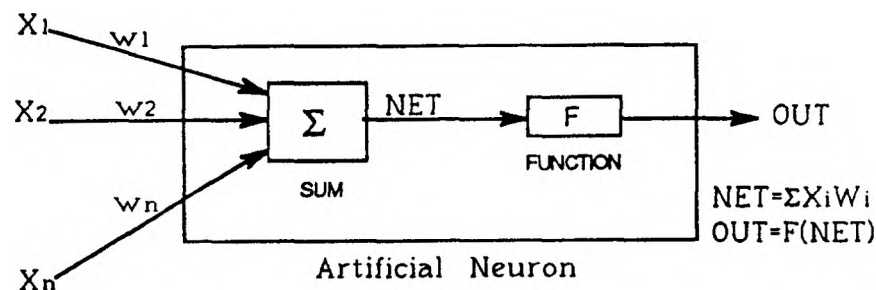 X1
w1
X2
w2
Σ
NET
F
OUT
FUNCTION
SUM
wn
NET=ΣXiWi
OUT=F(NET)
Xn
Artificial Neuron